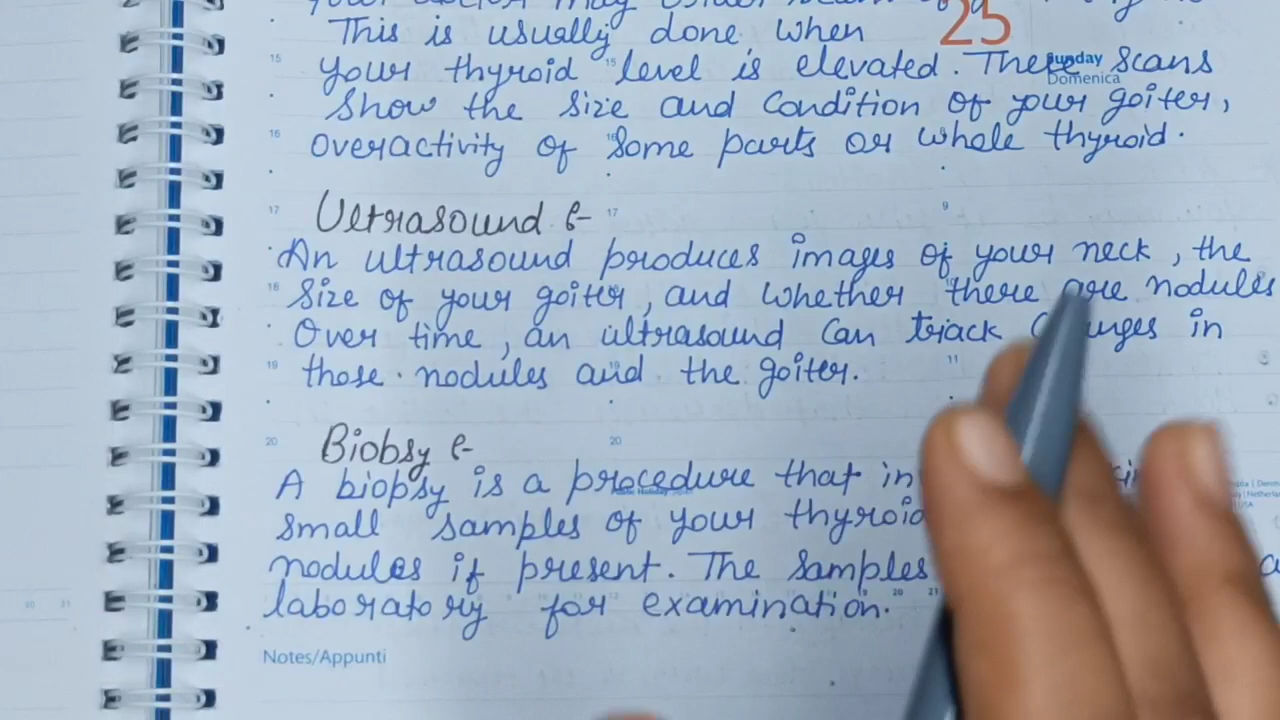 This is usually done when
25
your thyroid level is elevated. These scans
Sunday
Domenica
show the size and condition of your goiter,
overactivity of some parts or whole thyroid.
Ultrasound :-
An ultrasound produces images of your neck, the
size of your goiter, and whether there are nodules
Over time, an ultrasound can track changes in
those nodules and the goiter.
Biobsy :-
A biopsy is a procedure that
small samples of your thyroid
nodules if present. The samples
laboratory for examination.
Notes/Appunti